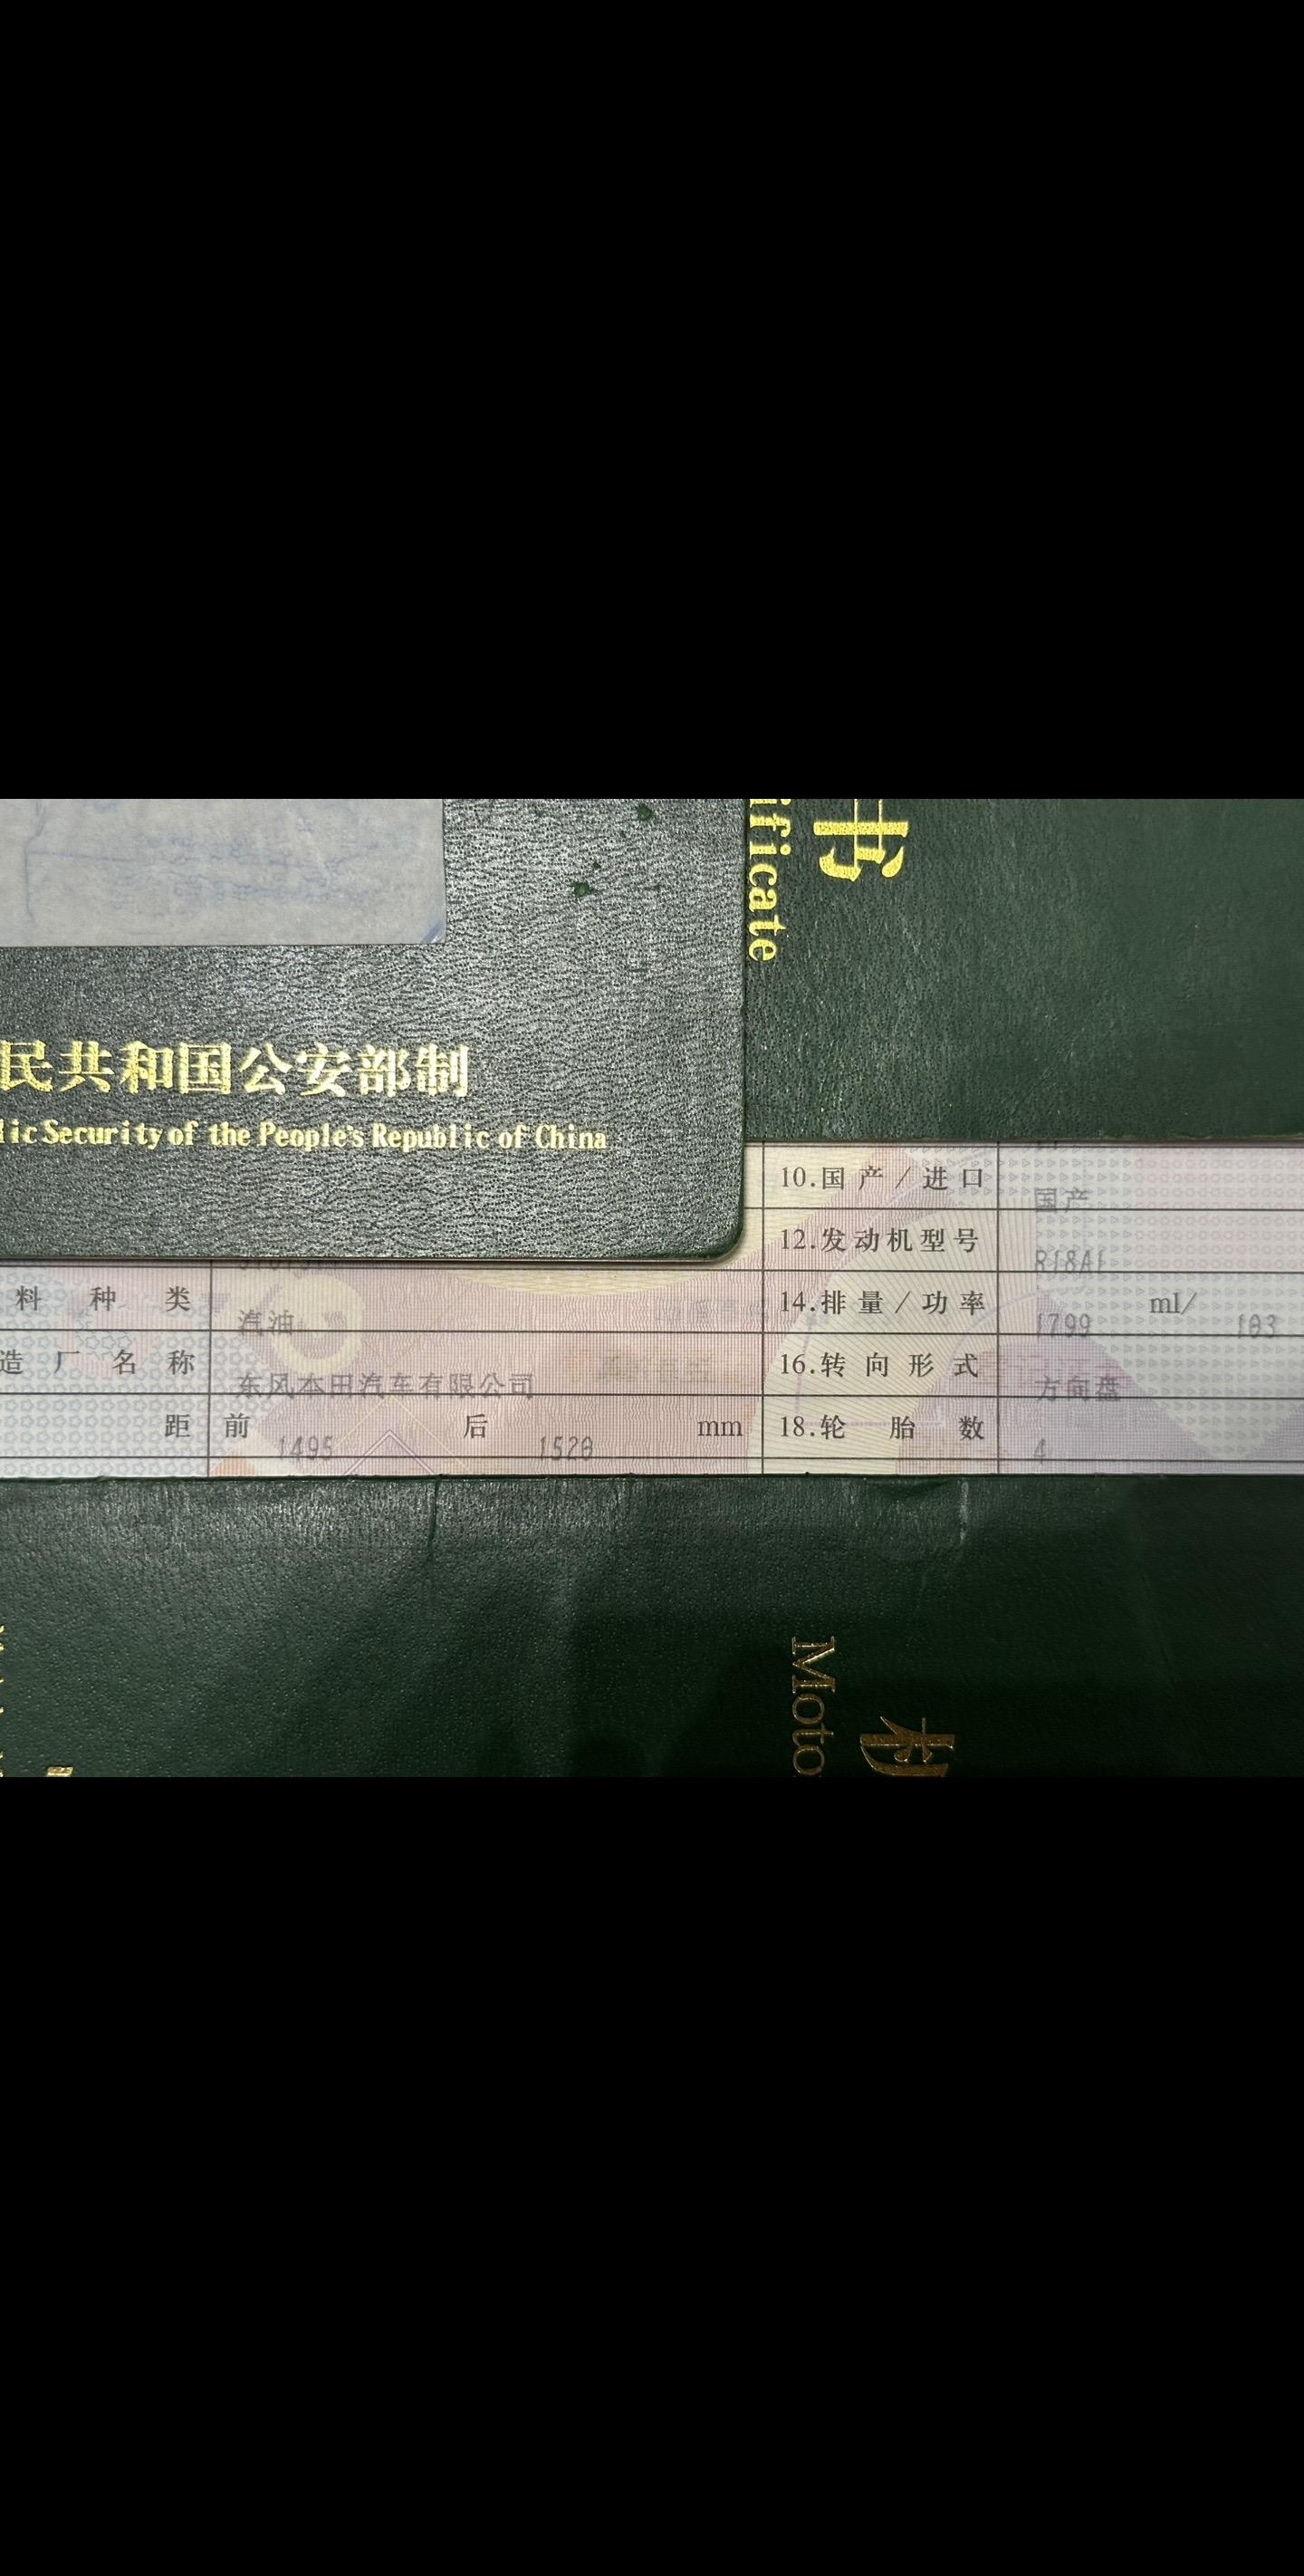 书
ificate
民共和国公安部制
lic Security of the People's Republic of China
10.国产/进口 国产
12.发动机型号 R18A1
料种类 汽油 14.排量/功率 1799 ml/ 103
造厂名称 东风本田汽车有限公司 16.转向形式 方向盘
距 前 1495 后 1520 mm 18.轮胎数 4
Moto
机